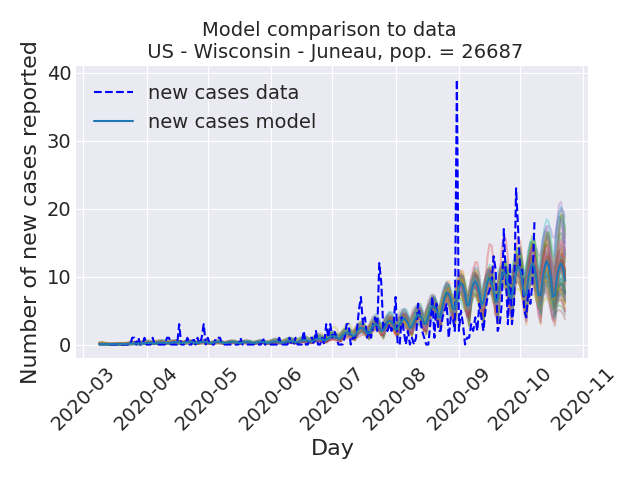 Model comparison to data
US - Wisconsin - Juneau, pop. = 26687
Number of new cases reported
40
30
20
10
0
new cases data
new cases model
2020-03
2020-04
2020-05
2020-06
2020-07
2020-08
2020-09
2020-10
2020-11
Day